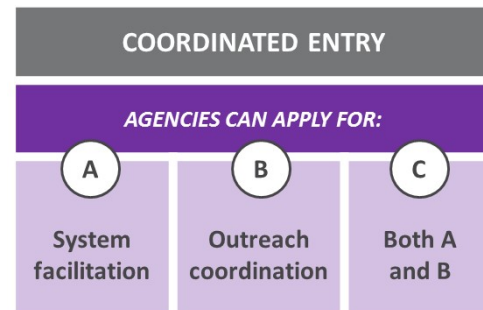 COORDINATED ENTRY
AGENCIES CAN APPLY FOR:
A
System
facilitation
B
Outreach
coordination
C
Both A
and B